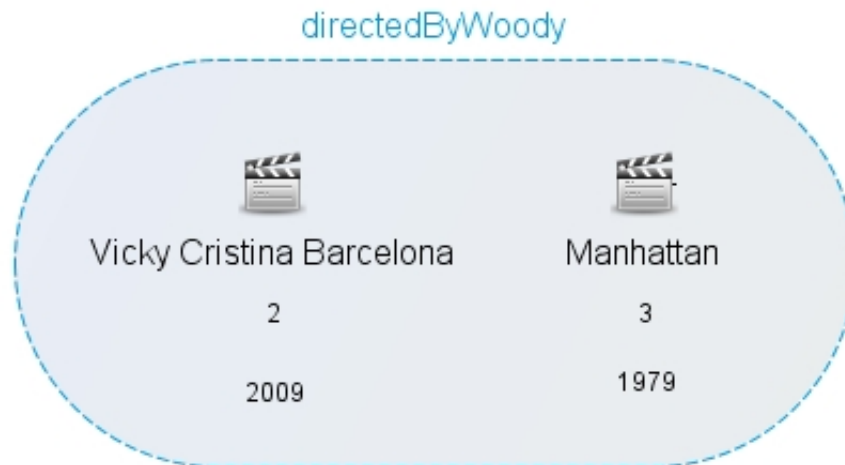 directedByWoody
Vicky Cristina Barcelona
2
2009
Manhattan
3
1979